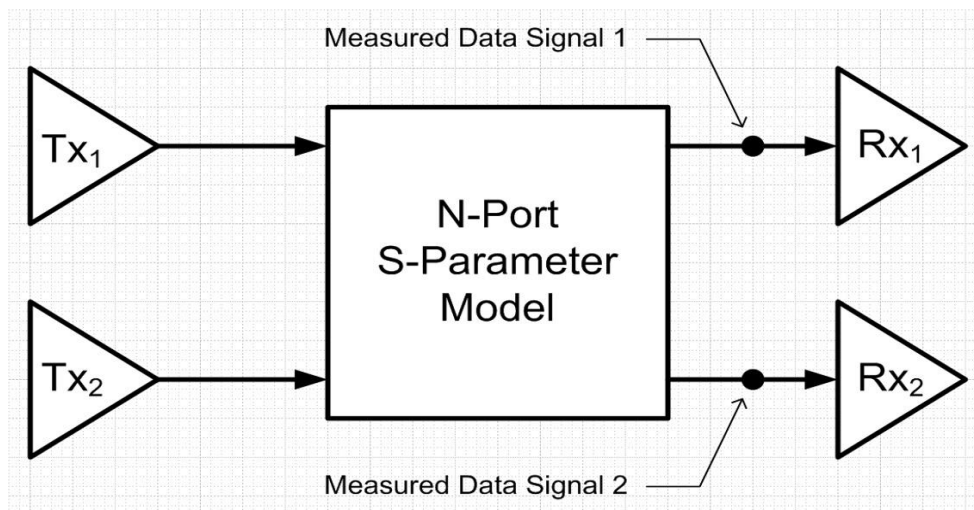 Measured Data Signal 1
Tx₁
N-Port
S-Parameter
Model
Rx₁
Tx₂
Rx₂
Measured Data Signal 2